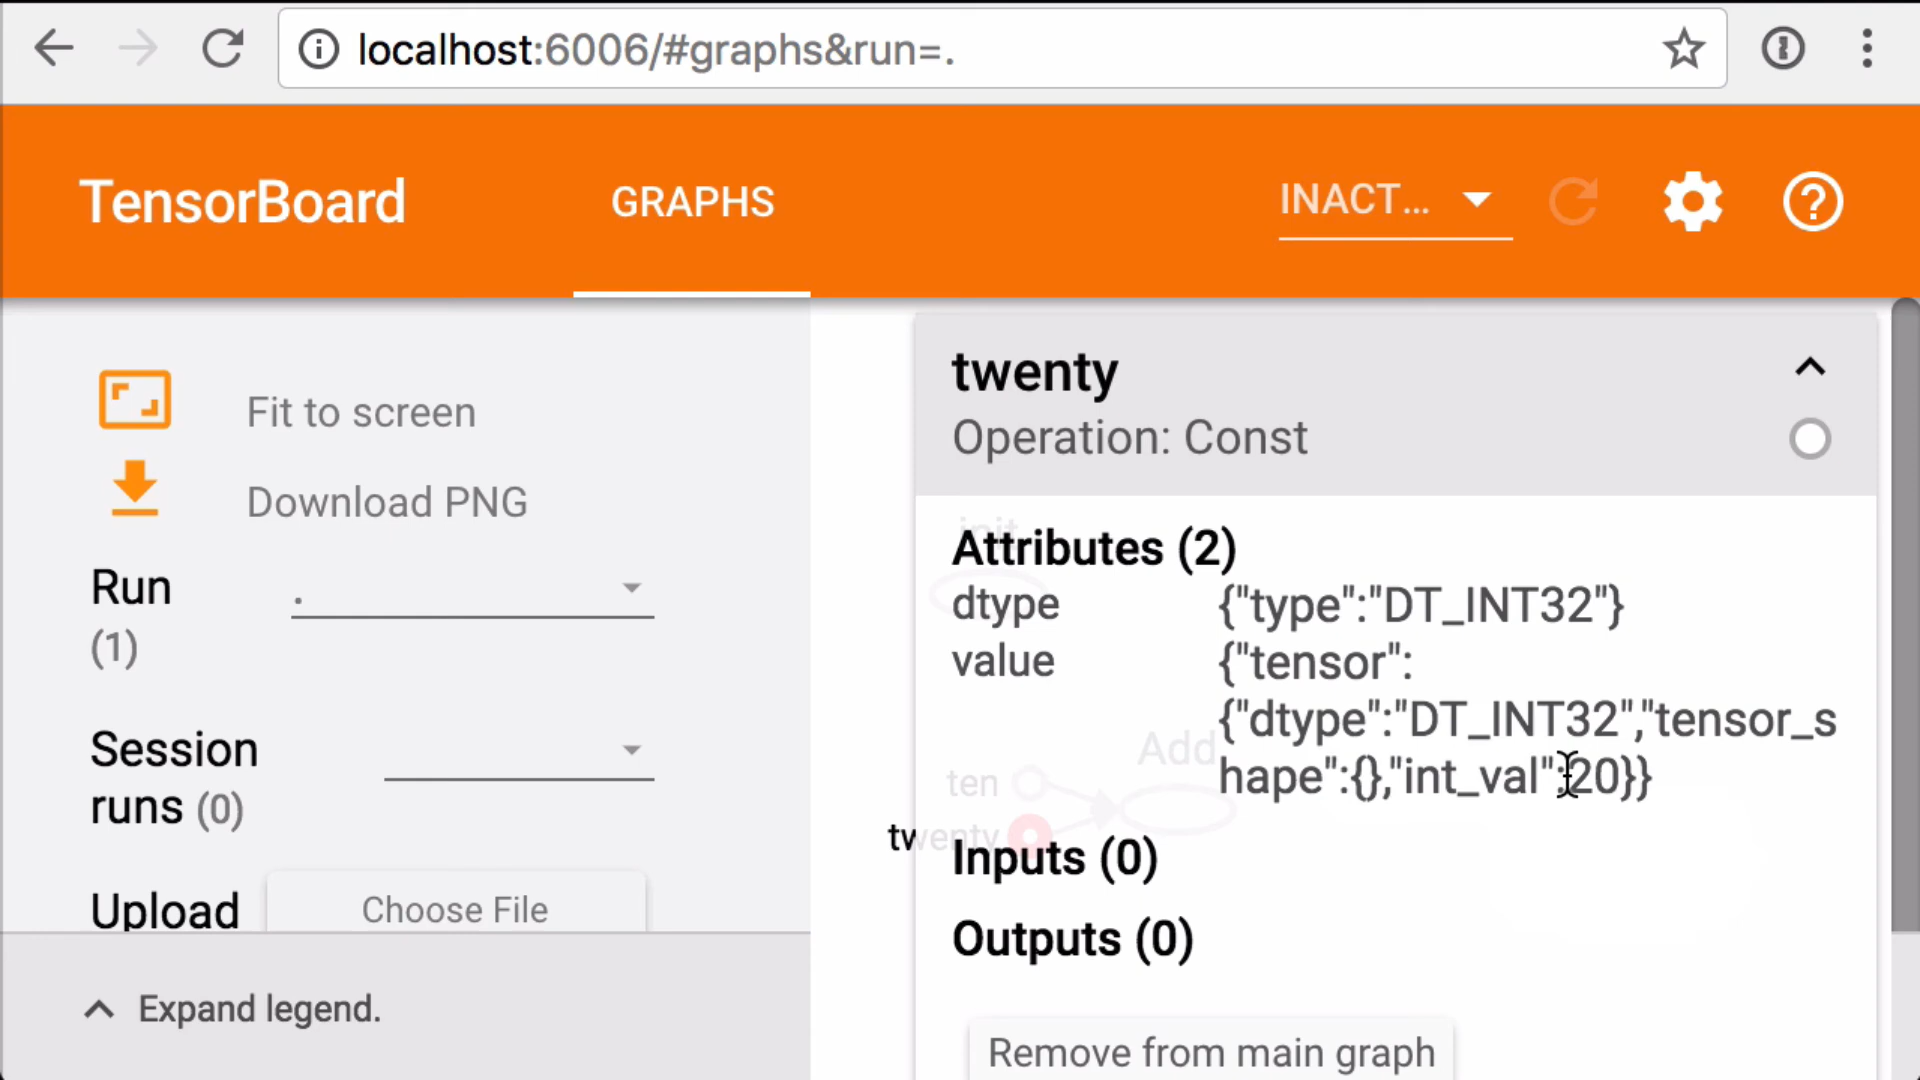 localhost:6006/#graphs&run=.
TensorBoard
GRAPHS
INACT...
Fit to screen
Download PNG
Run
(1)
.
Session
runs (0)
Upload
Choose File
Expand legend.
twenty
Operation: Const
init
Attributes (2)
dtype
{"type":"DT_INT32"}
value
{"tensor":
{"dtype":"DT_INT32","tensor_s
hape":{},"int_val":20}}
Add
ten
twenty
Inputs (0)
Outputs (0)
Remove from main graph